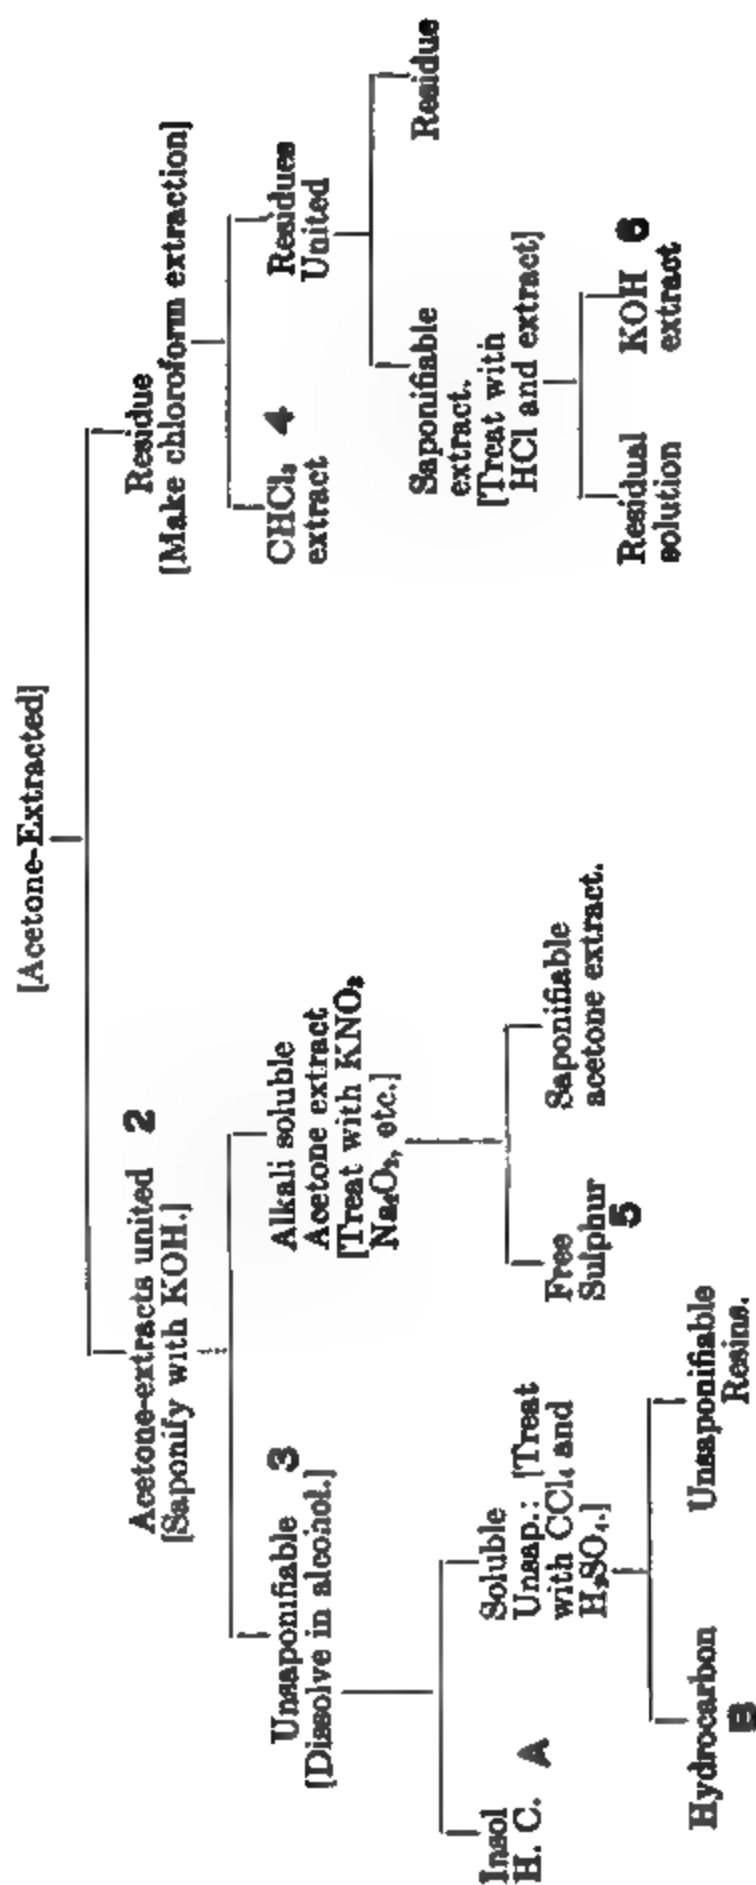 [Acetone-Extracted]
Acetone-extracts united 2
[Saponify with KOH.]
Residue
[Make chloroform extraction]
Unsaponifiable 3
[Dissolve in alcohol.]
Alkali soluble
Acetone extract
[Treat with KNO₃
Na₂O₂, etc.]
CHCl₃ 4
extract
Residues
United
Insol
H. C. A
Soluble
Unsap.: [Treat
with CCl₄ and
H₂SO₄.]
Free
Sulphur
5
Saponifiable
acetone extract.
Saponifiable
extract.
[Treat with
HCl and extract]
Residue
Hydrocarbon
B
Unsaponifiable
Resins.
Residual
solution
KOH 6
extract